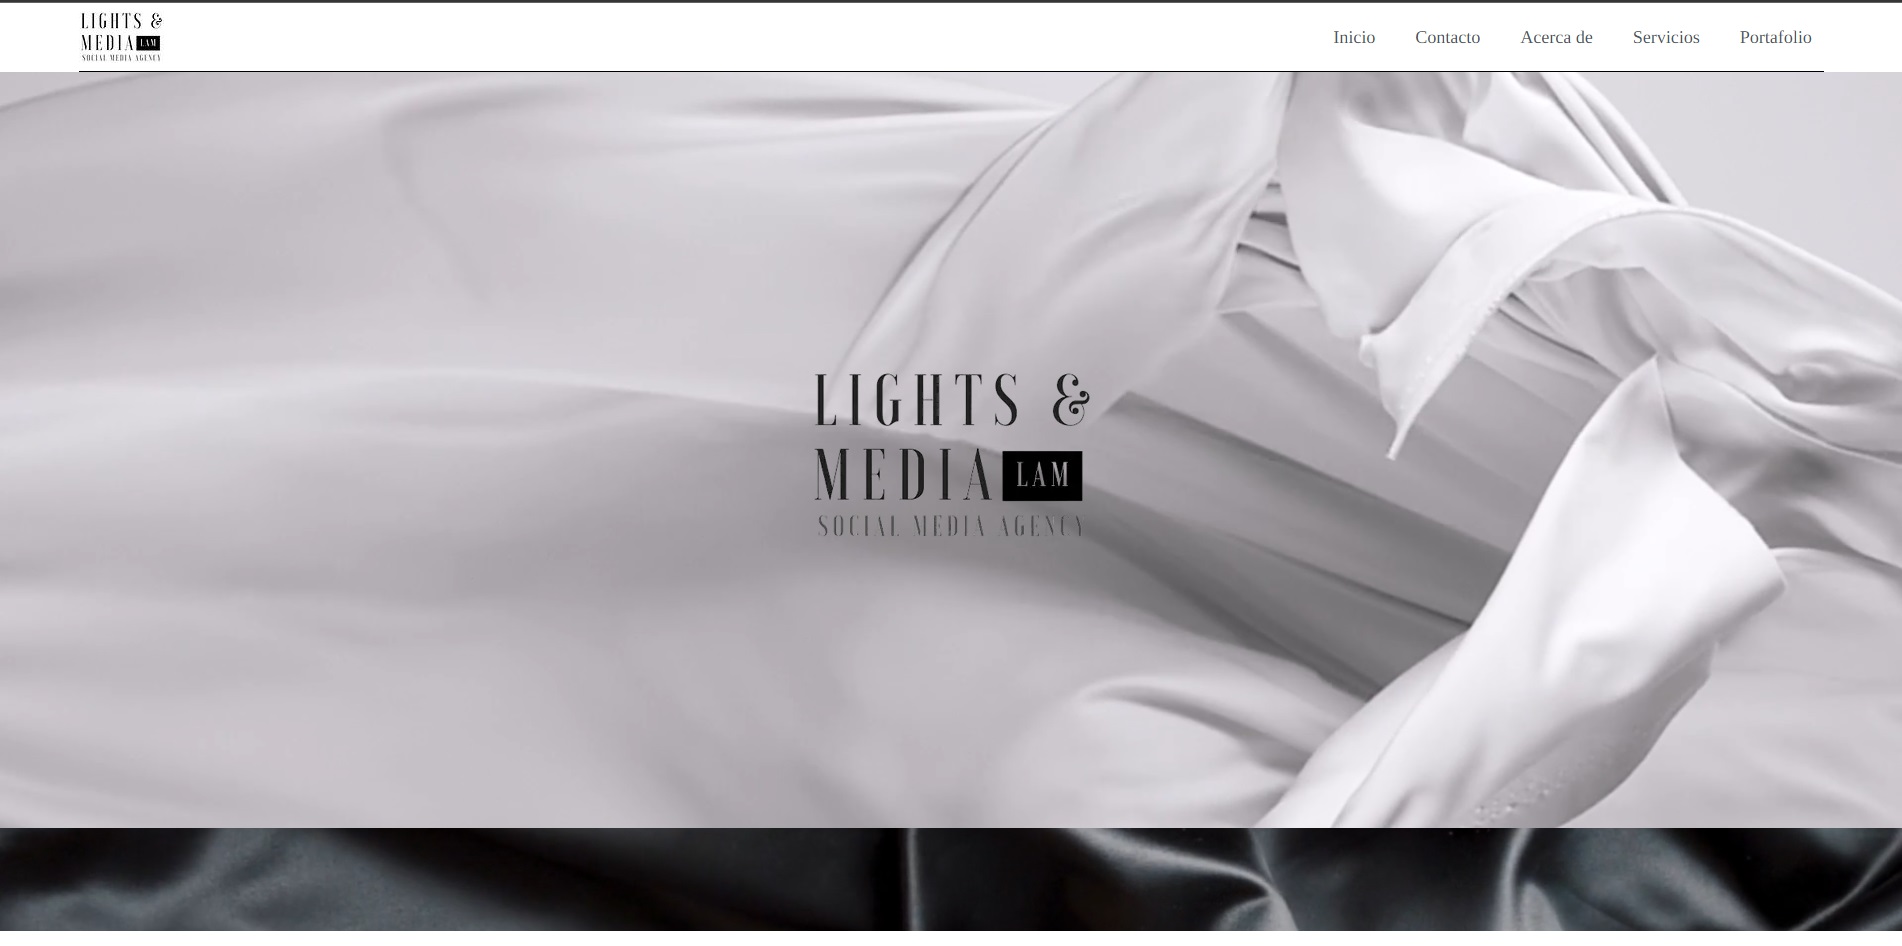 LIGHTS &
MEDIA LAM
SOCIAL MEDIA AGENCY
Inicio Contacto Acerca de Servicios Portafolio
LIGHTS &
MEDIA LAM
SOCIAL MEDIA AGENCY